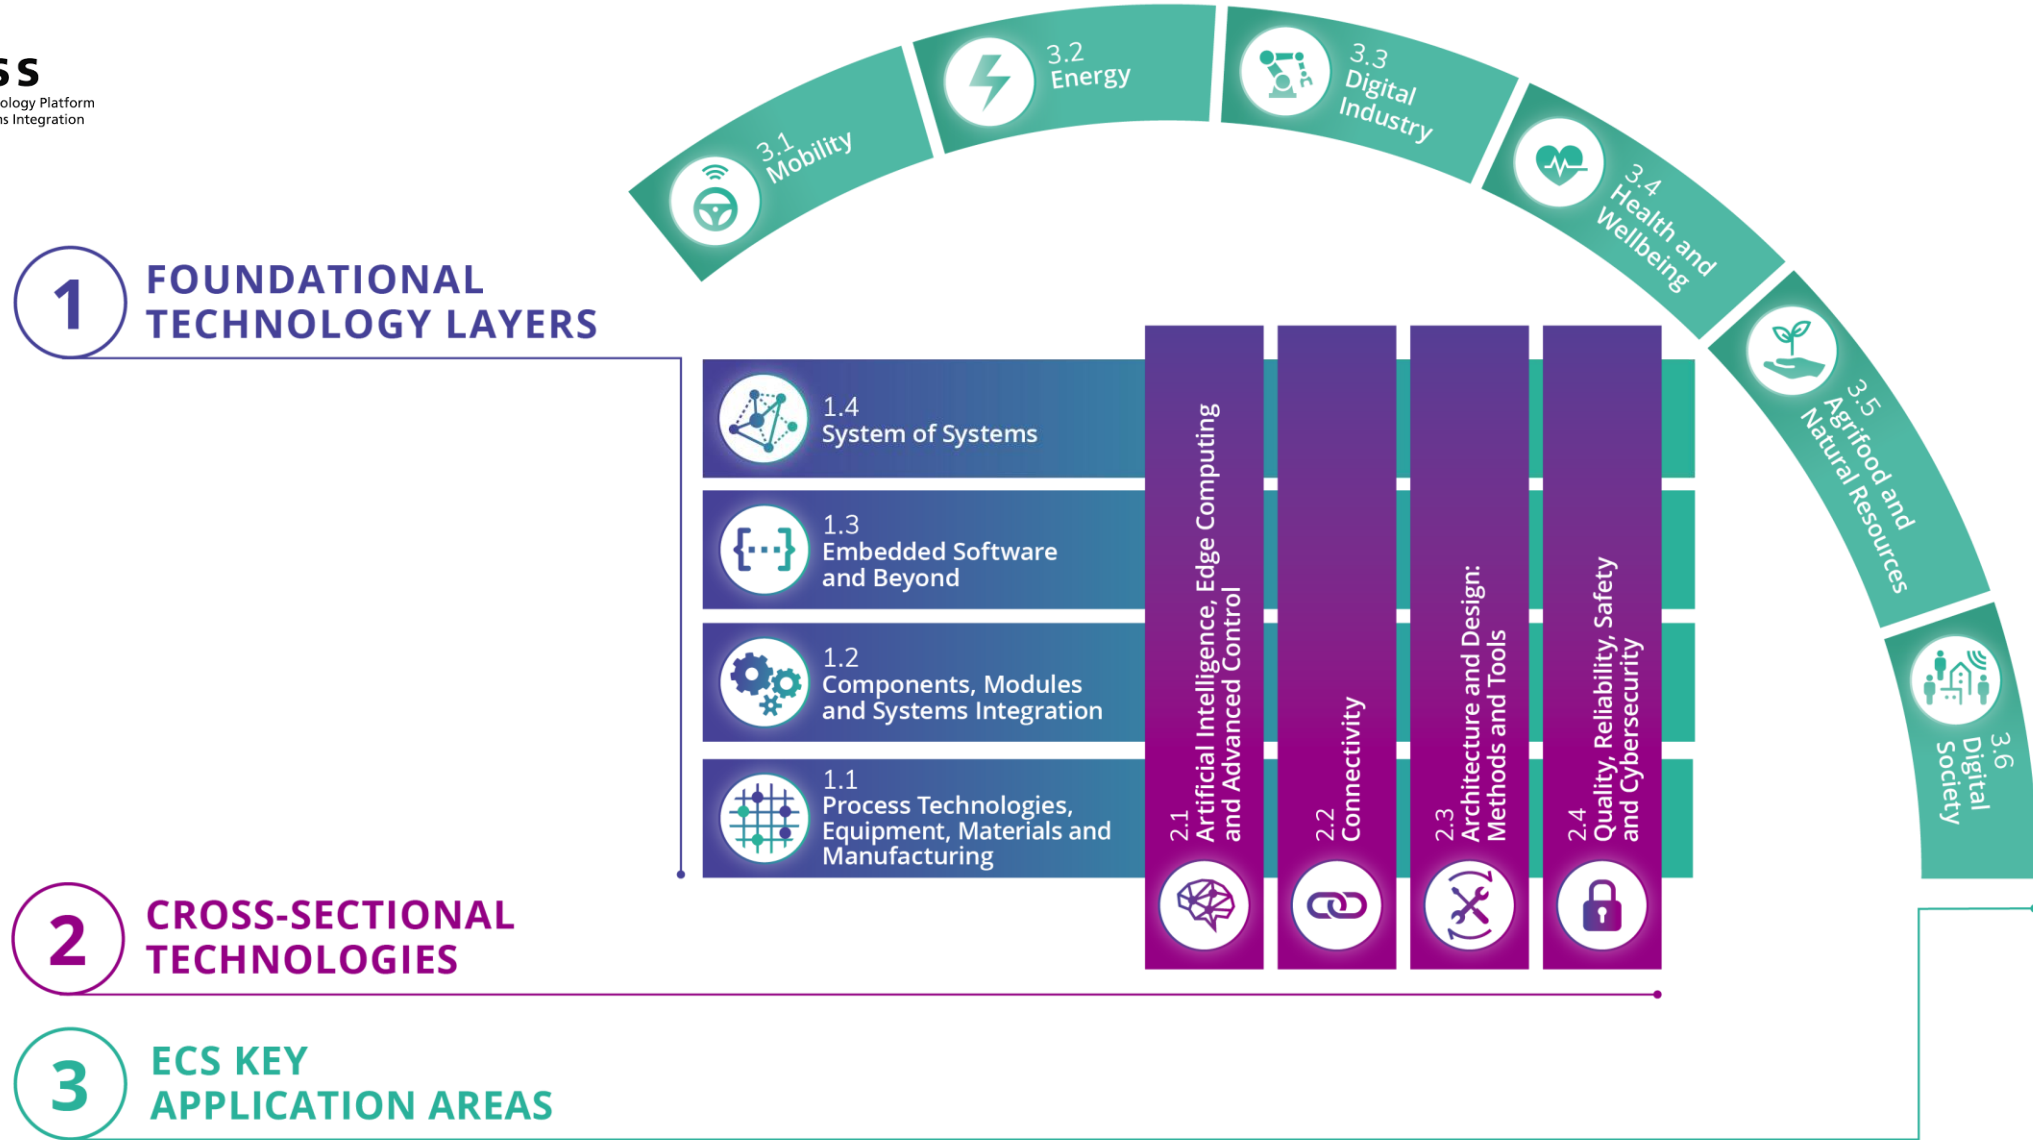 ss
ology Platform
ns Integration
3.1
Mobility
3.2
Energy
3.3
Digital
Industry
3.4
Health and
Wellbeing
3.5
Agrifood and
Natural Resources
3.6
Digital
Society
1
FOUNDATIONAL
TECHNOLOGY LAYERS
1.4
System of Systems
1.3
Embedded Software
and Beyond
1.2
Components, Modules
and Systems Integration
1.1
Process Technologies,
Equipment, Materials and
Manufacturing
2.1
Artificial Intelligence, Edge Computing
and Advanced Control
2.2
Connectivity
2.3
Architecture and Design:
Methods and Tools
2.4
Quality, Reliability, Safety
and Cybersecurity
2
CROSS-SECTIONAL
TECHNOLOGIES
3
ECS KEY
APPLICATION AREAS